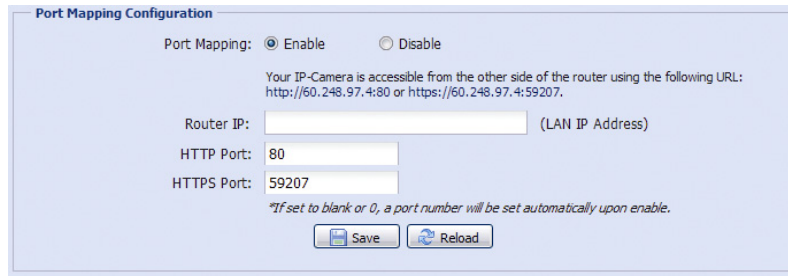 Port Mapping Configuration
Port Mapping: Enable Disable
Your IP-Camera is accessible from the other side of the router using the following URL:
http://60.248.97.4:80 or https://60.248.97.4:59207.
Router IP: (LAN IP Address)
HTTP Port: 80
HTTPS Port: 59207
*If set to blank or 0, a port number will be set automatically upon enable.
Save Reload